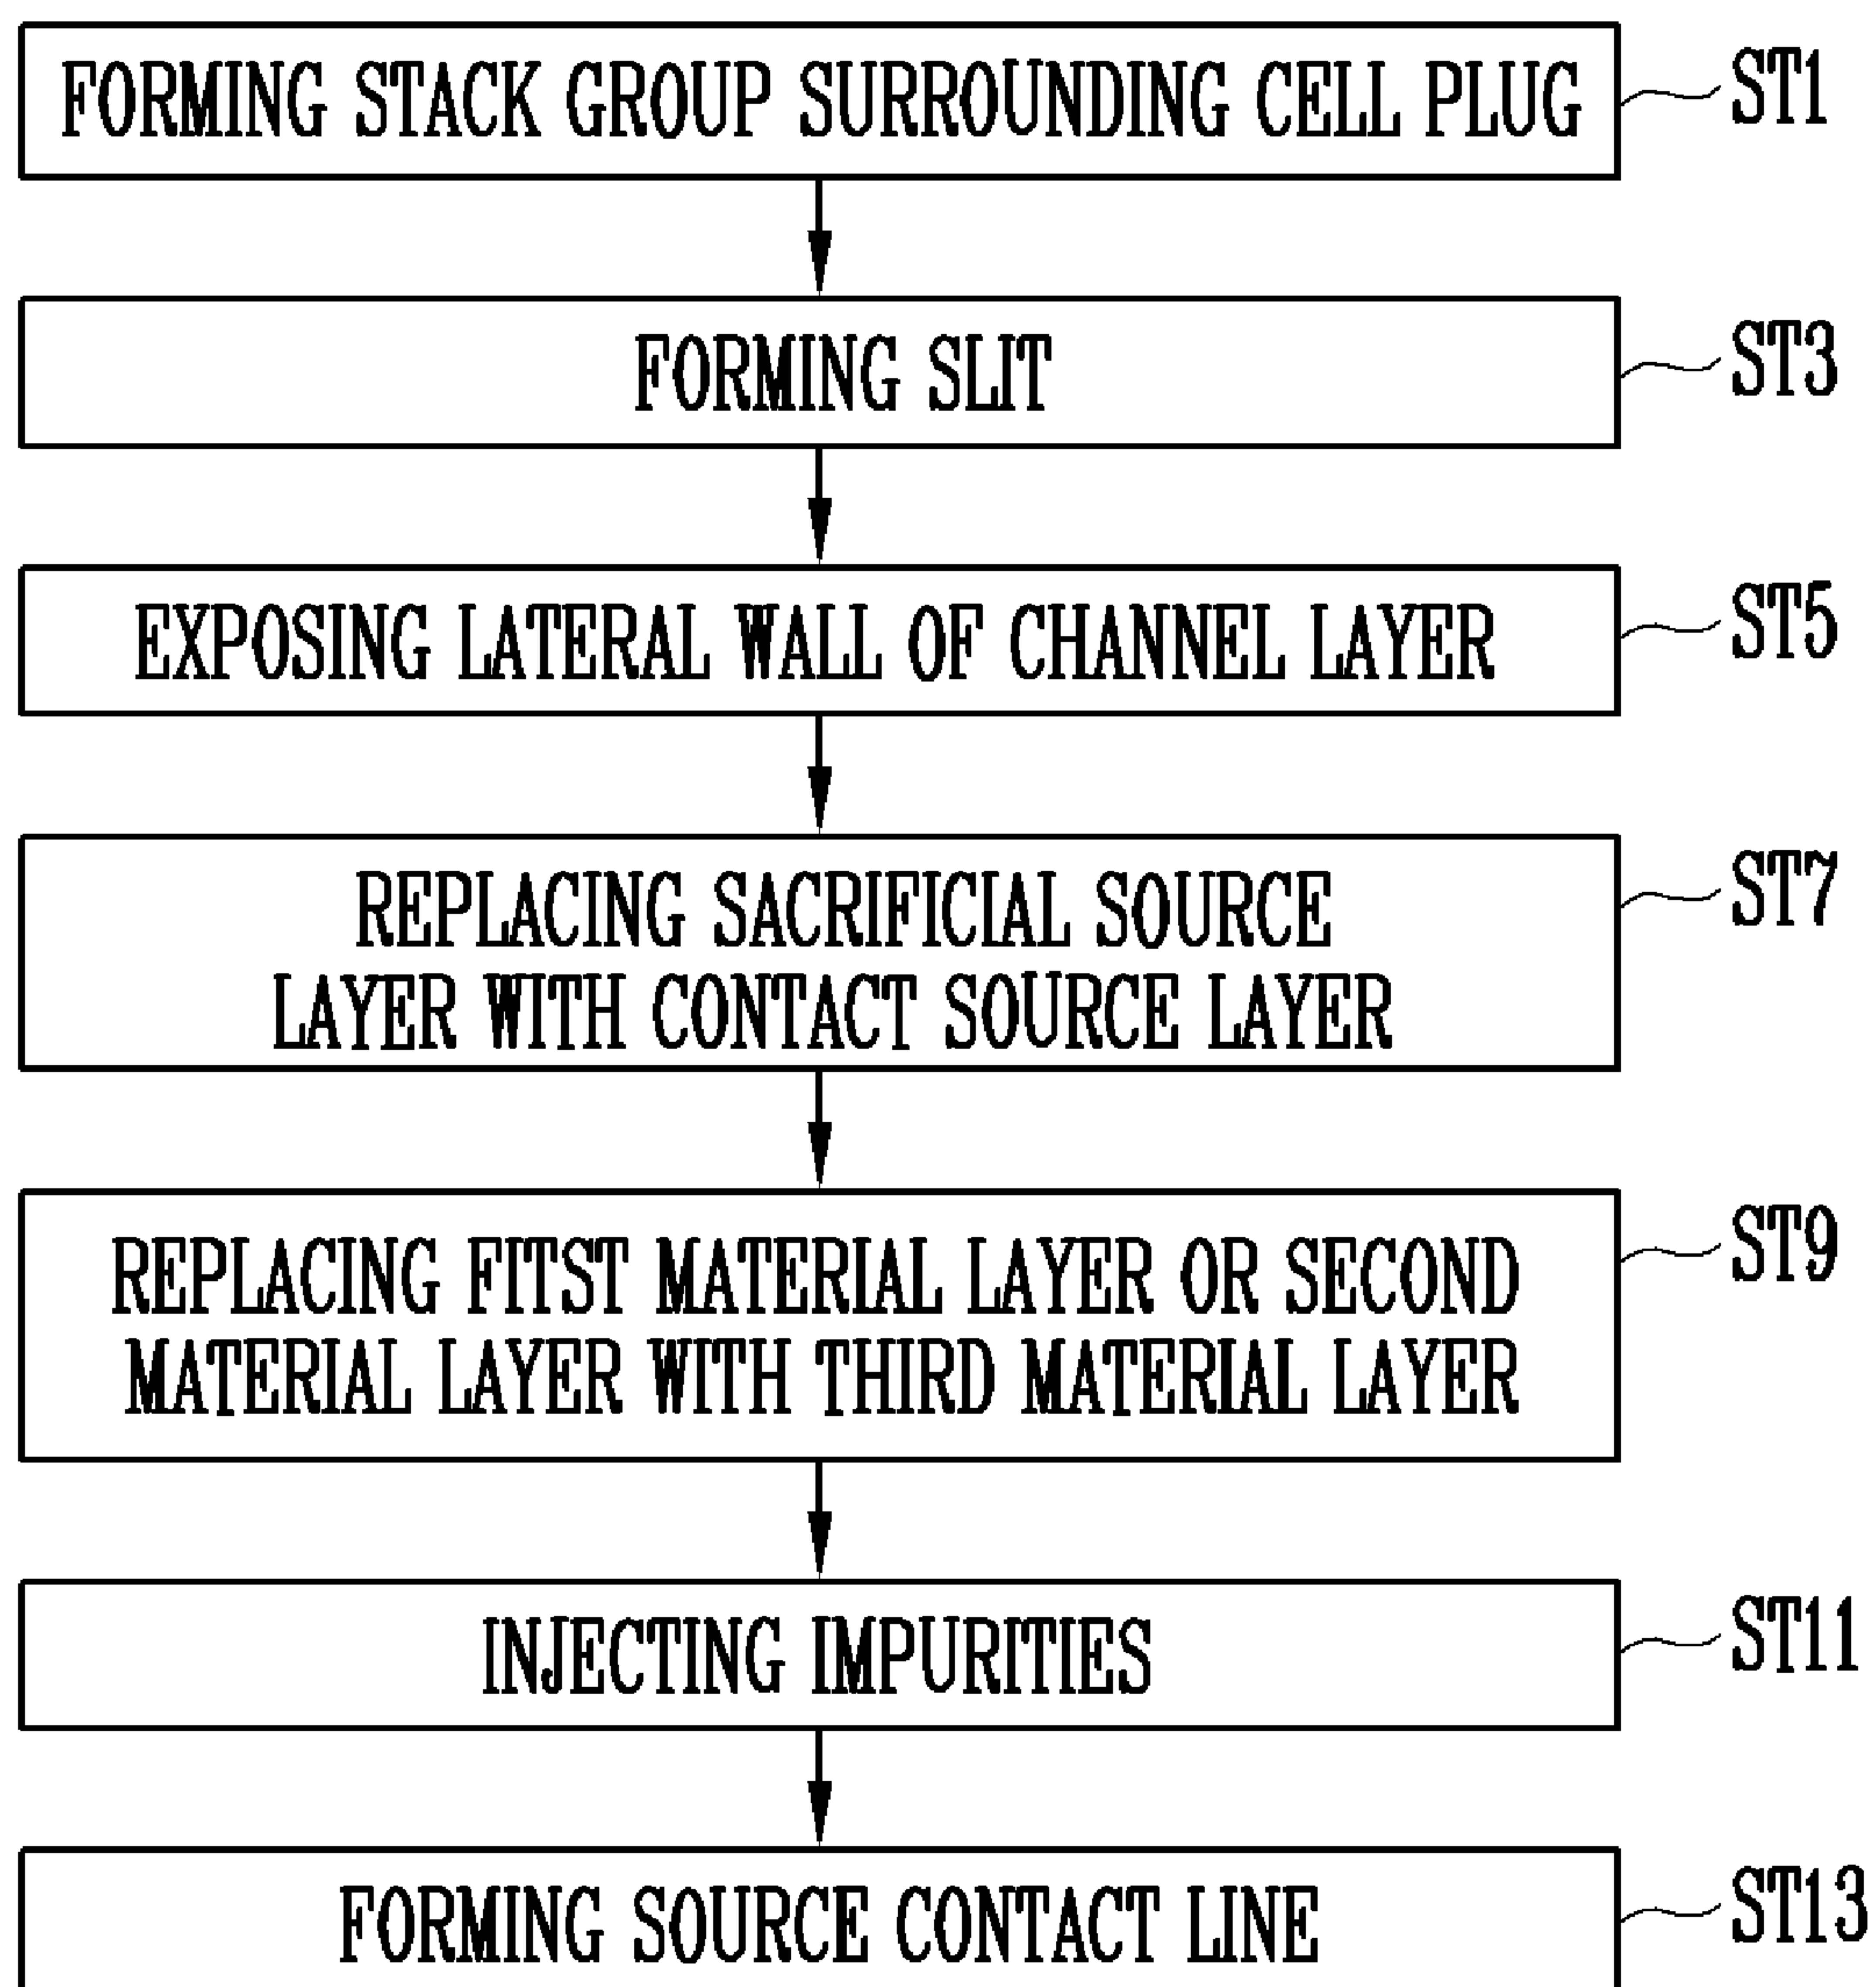 FORMING STACK GROUP SURROUNDING CELL PLUG
ST1
FORMING SLIT
ST3
EXPOSING LATERAL WALL OF CHANNEL LAYER
ST5
REPLACING SACRIFICIAL SOURCE
LAYER WITH CONTACT SOURCE LAYER
ST7
REPLACING FITST MATERIAL LAYER OR SECOND
MATERIAL LAYER WITH THIRD MATERIAL LAYER
ST9
INJECTING IMPURITIES
ST11
FORMING SOURCE CONTACT LINE
ST13